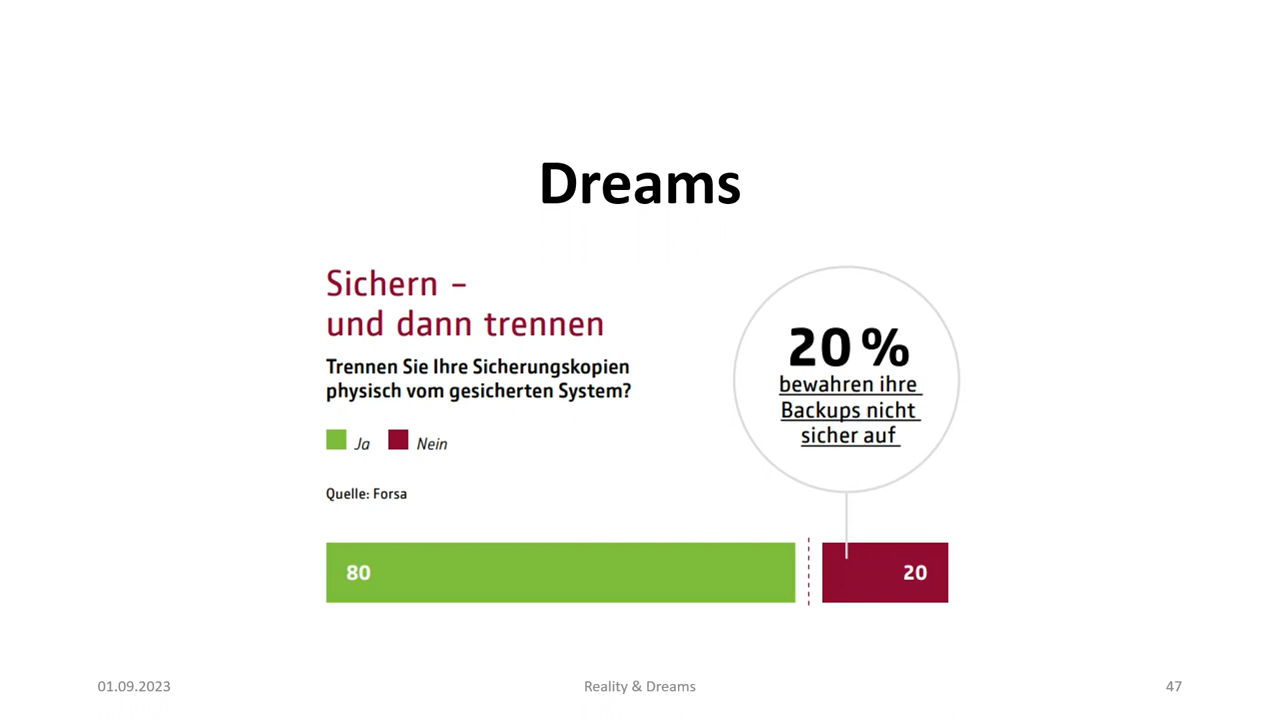 Dreams
Sichern –
und dann trennen
Trennen Sie Ihre Sicherungskopien
physisch vom gesicherten System?
Ja Nein
Quelle: Forsa
20 %
bewahren ihre
Backups nicht
sicher auf
80 20
01.09.2023 Reality & Dreams 47